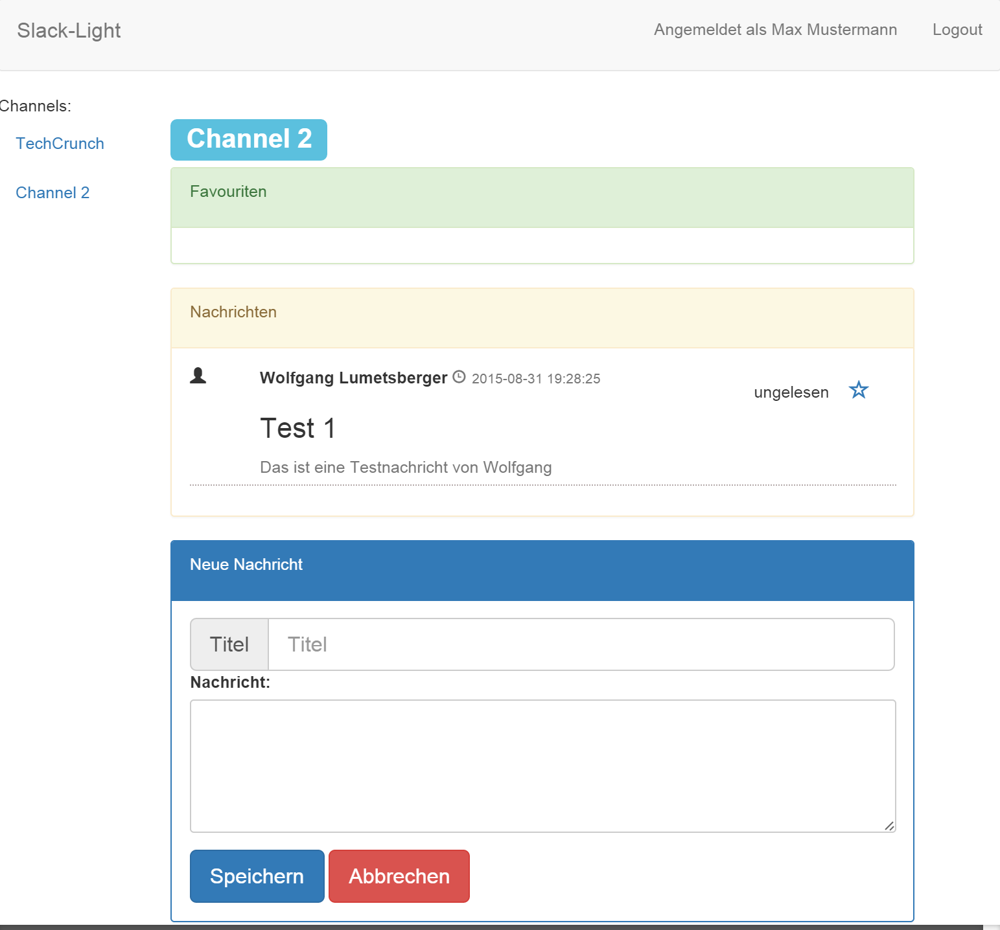 Slack-Light
Angemeldet als Max Mustermann
Logout
Channels:
TechCrunch
Channel 2
Channel 2
Favouriten
Nachrichten
Wolfgang Lumetsberger 2015-08-31 19:28:25
ungelesen
Test 1
Das ist eine Testnachricht von Wolfgang
Neue Nachricht
Titel Titel
Nachricht:
Speichern Abbrechen